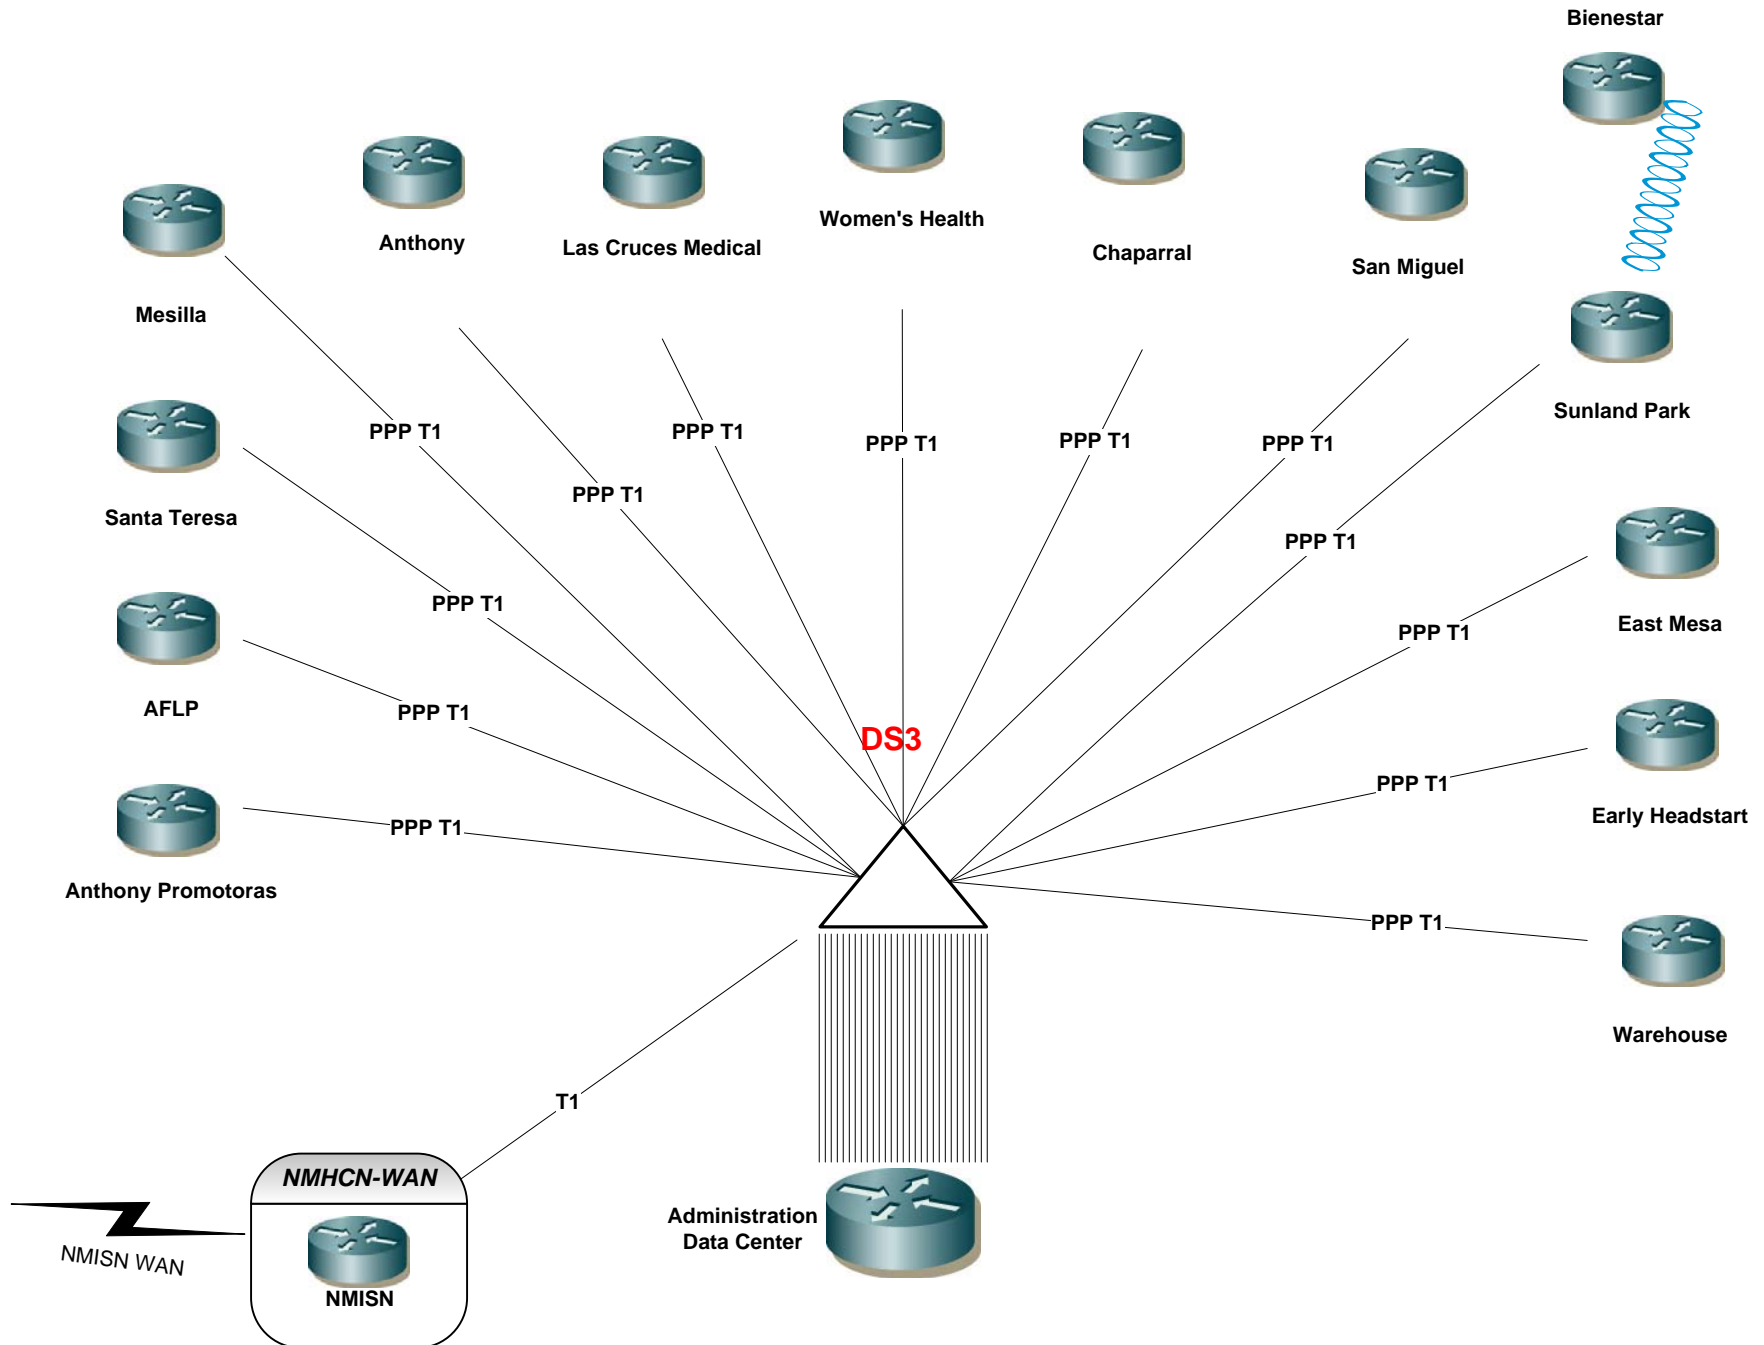 Bienestar
Women's Health
Anthony
Las Cruces Medical
Chaparral
San Miguel
Mesilla
Sunland Park
PPP T1
PPP T1
PPP T1
PPP T1
PPP T1
PPP T1
PPP T1
Santa Teresa
PPP T1
PPP T1
East Mesa
PPP T1
AFLP
PPP T1
DS3
PPP T1
Early Headstart
PPP T1
Anthony Promotoras
PPP T1
Warehouse
T1
NMHCN-WAN
Administration
Data Center
NMISN WAN
NMISN